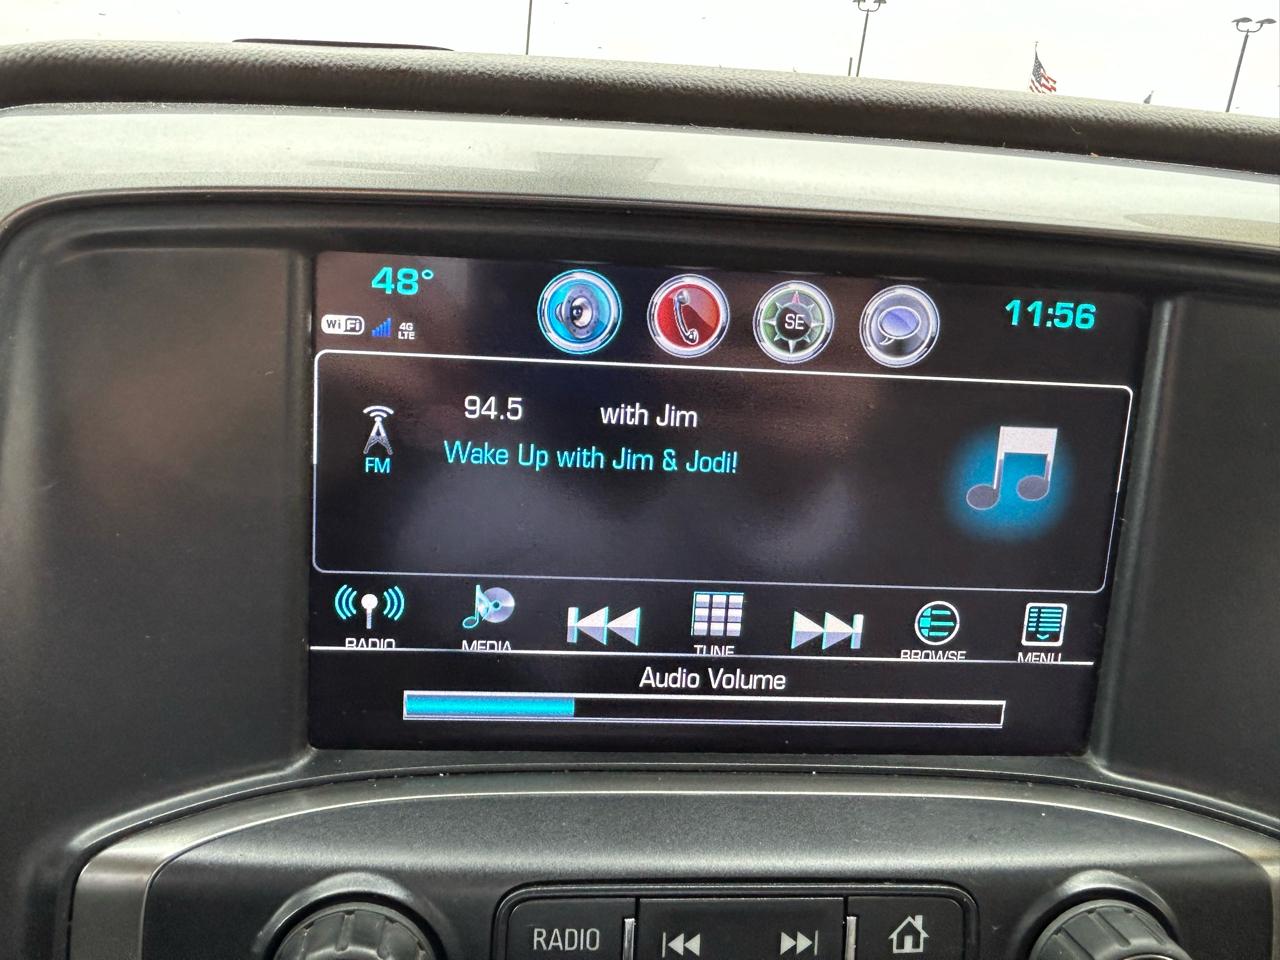 48°
WiFi
4G
LTE
SE
11:56
94.5 with Jim
FM
Wake Up with Jim & Jodi!
RADIO
MEDIA
TUNE
BROWSE
MENU
Audio Volume
RADIO